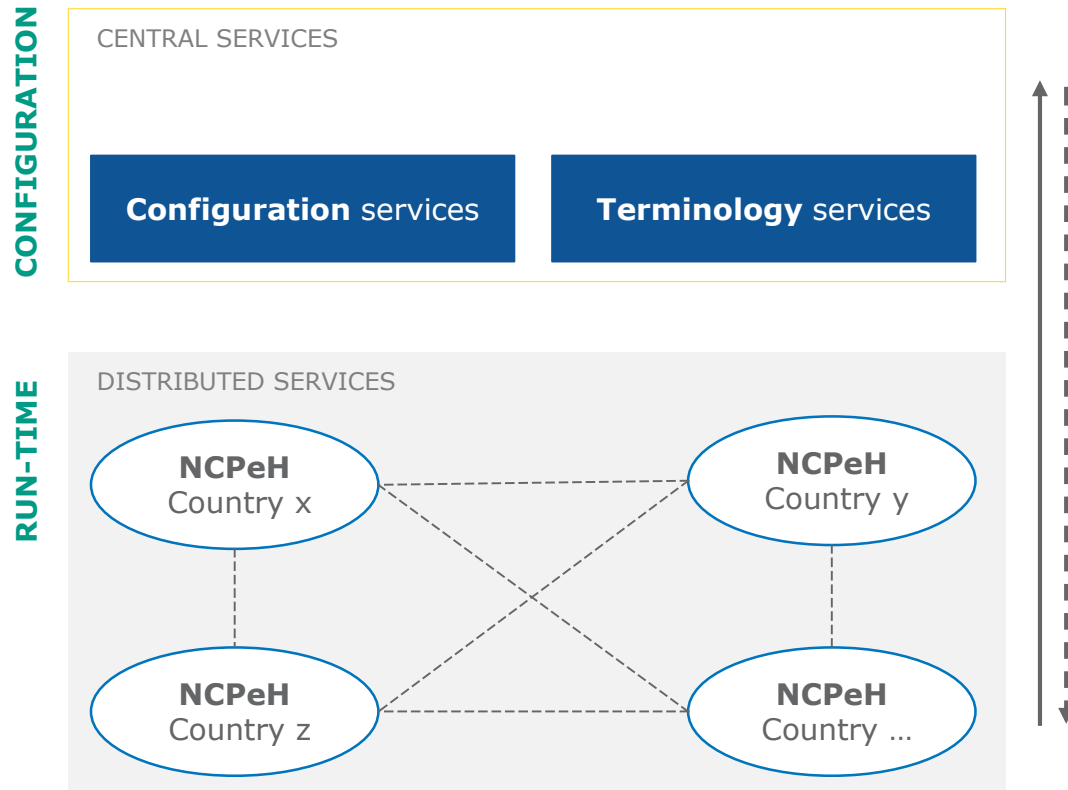 CONFIGURATION
CENTRAL SERVICES
Configuration services
Terminology services
RUN-TIME
DISTRIBUTED SERVICES
NCPeH
Country x
NCPeH
Country y
NCPeH
Country z
NCPeH
Country …